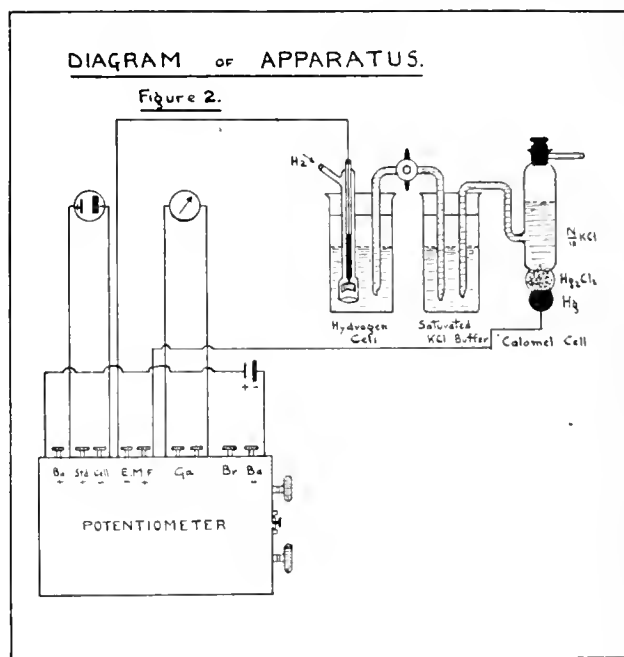 DIAGRAM OF APPARATUS.
Figure 2.
H2
N/10 KCl
Hg2Cl2
Hg
Hydrogen Cells
Saturated KCl Buffer
Calomel Cell
+ -
Ba Std Cell E.M.F Ga Br Ba
+ + - - + -
POTENTIOMETER